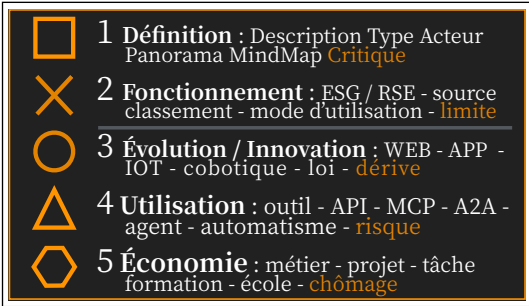 1 Définition : Description Type Acteur
Panorama MindMap Critique
2 Fonctionnement : ESG / RSE - source
classement - mode d'utilisation - limite
3 Évolution / Innovation : WEB - APP -
IOT - cobotique - loi - dérive
4 Utilisation : outil - API - MCP - A2A -
agent - automatisme - risque
5 Économie : métier - projet - tâche
formation - école - chômage